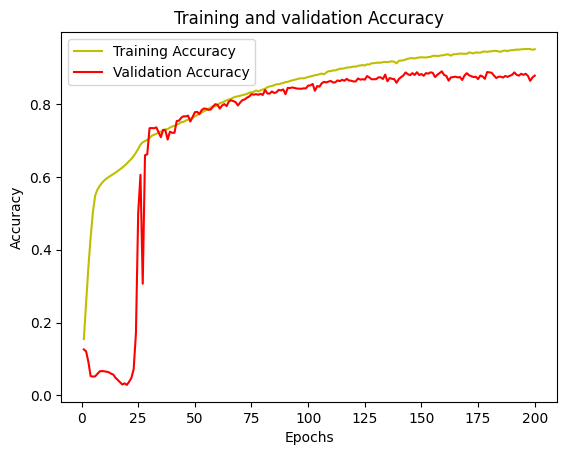 Training and validation Accuracy
Training Accuracy
Validation Accuracy
Accuracy
0.8
0.6
0.4
0.2
0.0
0 25 50 75 100 125 150 175 200
Epochs